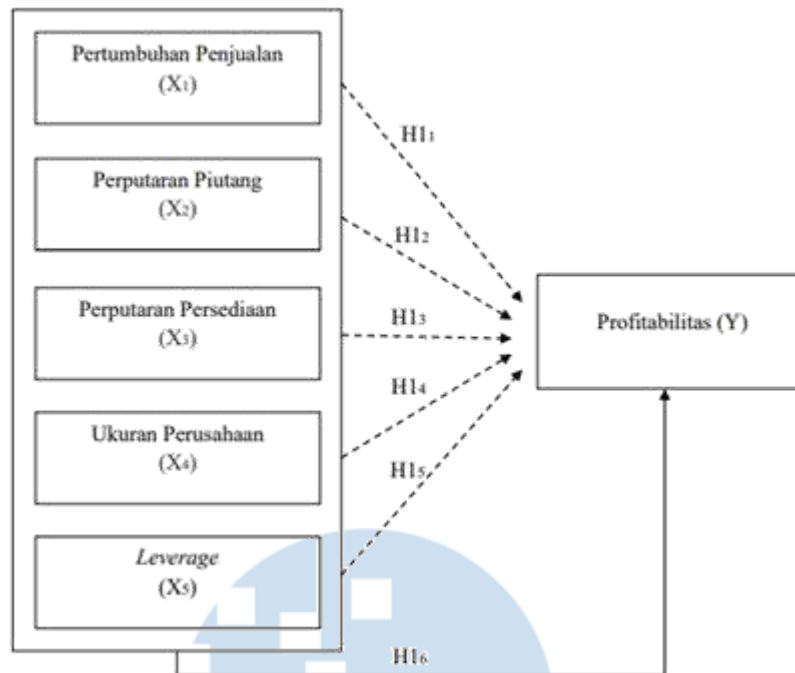 Pertumbuhan Penjualan
(X₁)
H1₁
Perputaran Piutang
(X₂)
H1₂
Perputaran Persediaan
(X₃)
H1₃
Profitabilitas (Y)
Ukuran Perusahaan
(X₄)
H1₄
H1₅
Leverage
(X₅)
H1₆